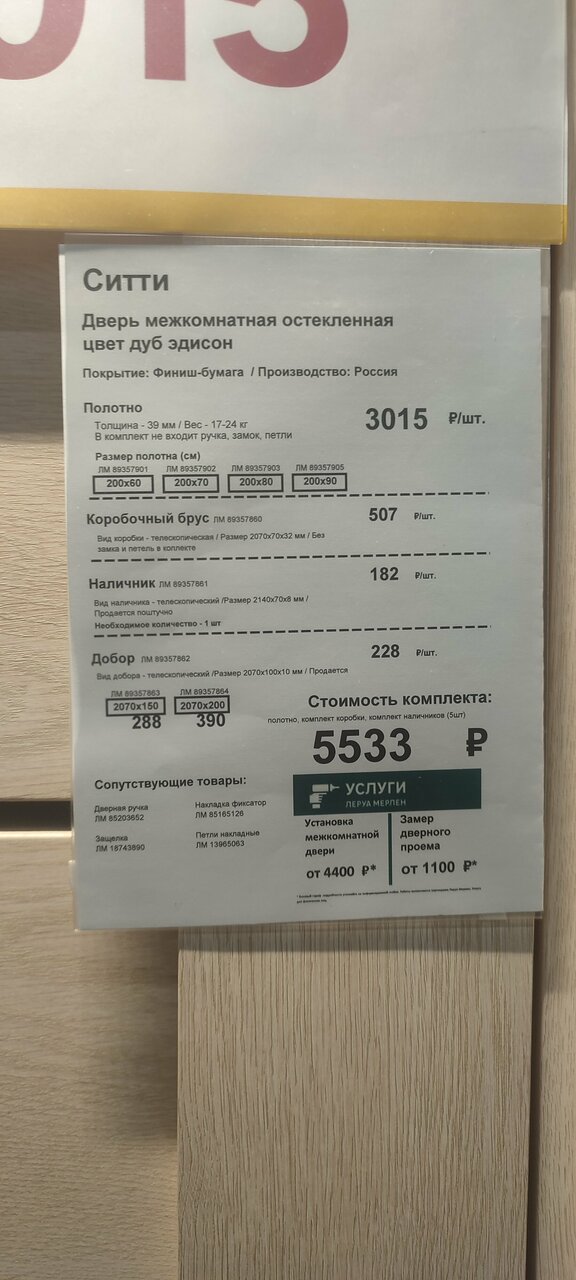 015
Ситти
Дверь межкомнатная остекленная
цвет дуб эдисон
Покрытие: Финиш-бумага / Производство: Россия
Полотно
3015 ₽/шт.
Толщина - 39 мм / Вес - 17-24 кг
В комплект не входит ручка, замок, петли
Размер полотна (см)
ЛМ 89357901 ЛМ 89357902 ЛМ 89357903 ЛМ 89357905
200x60 200x70 200x80 200x90
Коробочный брус ЛМ 89357860 507 ₽/шт.
Вид коробки - телескопическая / Размер 2070x70x32 мм / Без
замка и петель в коплекте
Наличник ЛМ 89357861 182 ₽/шт.
Вид наличника - телескопический /Размер 2140x70x8 мм /
Продается поштучно
Необходимое количество - 1 шт
Добор ЛМ 89357862 228 ₽/шт.
Вид добора - телескопический /Размер 2070x100x10 мм / Продается
ЛМ 89357863 ЛМ 89357864
2070x150 2070x200
288 390
Стоимость комплекта:
полотно, комплект коробки, комплект наличников (5шт)
5533 ₽
Сопутствующие товары:
Дверная ручка
ЛМ 85203652
Накладка фиксатор
ЛМ 85165126
Защелка
ЛМ 18743890
Петли накладные
ЛМ 13965063
УСЛУГИ
ЛЕРУА МЕРЛЕН
Установка
межкомнатной
двери
от 4400 ₽*
Замер
дверного
проема
от 1100 ₽*